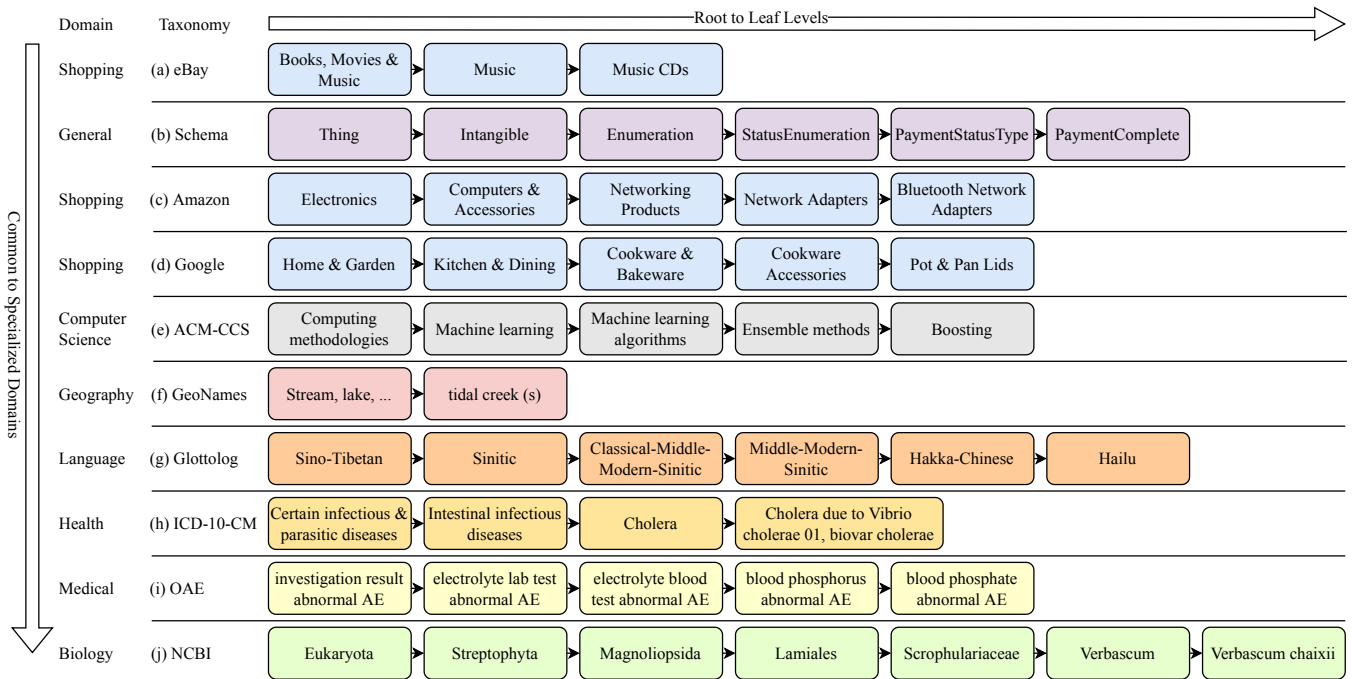 Domain
Taxonomy
Root to Leaf Levels
Common to Specialized Domains
Shopping
(a) eBay
Books, Movies &
Music
Music
Music CDs
General
(b) Schema
Thing
Intangible
Enumeration
StatusEnumeration
PaymentStatusType
PaymentComplete
Shopping
(c) Amazon
Electronics
Computers &
Accessories
Networking
Products
Network Adapters
Bluetooth Network
Adapters
Shopping
(d) Google
Home & Garden
Kitchen & Dining
Cookware &
Bakeware
Cookware
Accessories
Pot & Pan Lids
Computer
Science
(e) ACM-CCS
Computing
methodologies
Machine learning
Machine learning
algorithms
Ensemble methods
Boosting
Geography
(f) GeoNames
Stream, lake, ...
tidal creek (s)
Language
(g) Glottolog
Sino-Tibetan
Sinitic
Classical-Middle-
Modern-Sinitic
Middle-Modern-
Sinitic
Hakka-Chinese
Hailu
Health
(h) ICD-10-CM
Certain infectious &
parasitic diseases
Intestinal infectious
diseases
Cholera
Cholera due to Vibrio
cholerae 01, biovar cholerae
Medical
(i) OAE
investigation result
abnormal AE
electrolyte lab test
abnormal AE
electrolyte blood
test abnormal AE
blood phosphorus
abnormal AE
blood phosphate
abnormal AE
Biology
(j) NCBI
Eukaryota
Streptophyta
Magnoliopsida
Lamiales
Scrophulariaceae
Verbascum
Verbascum chaixii